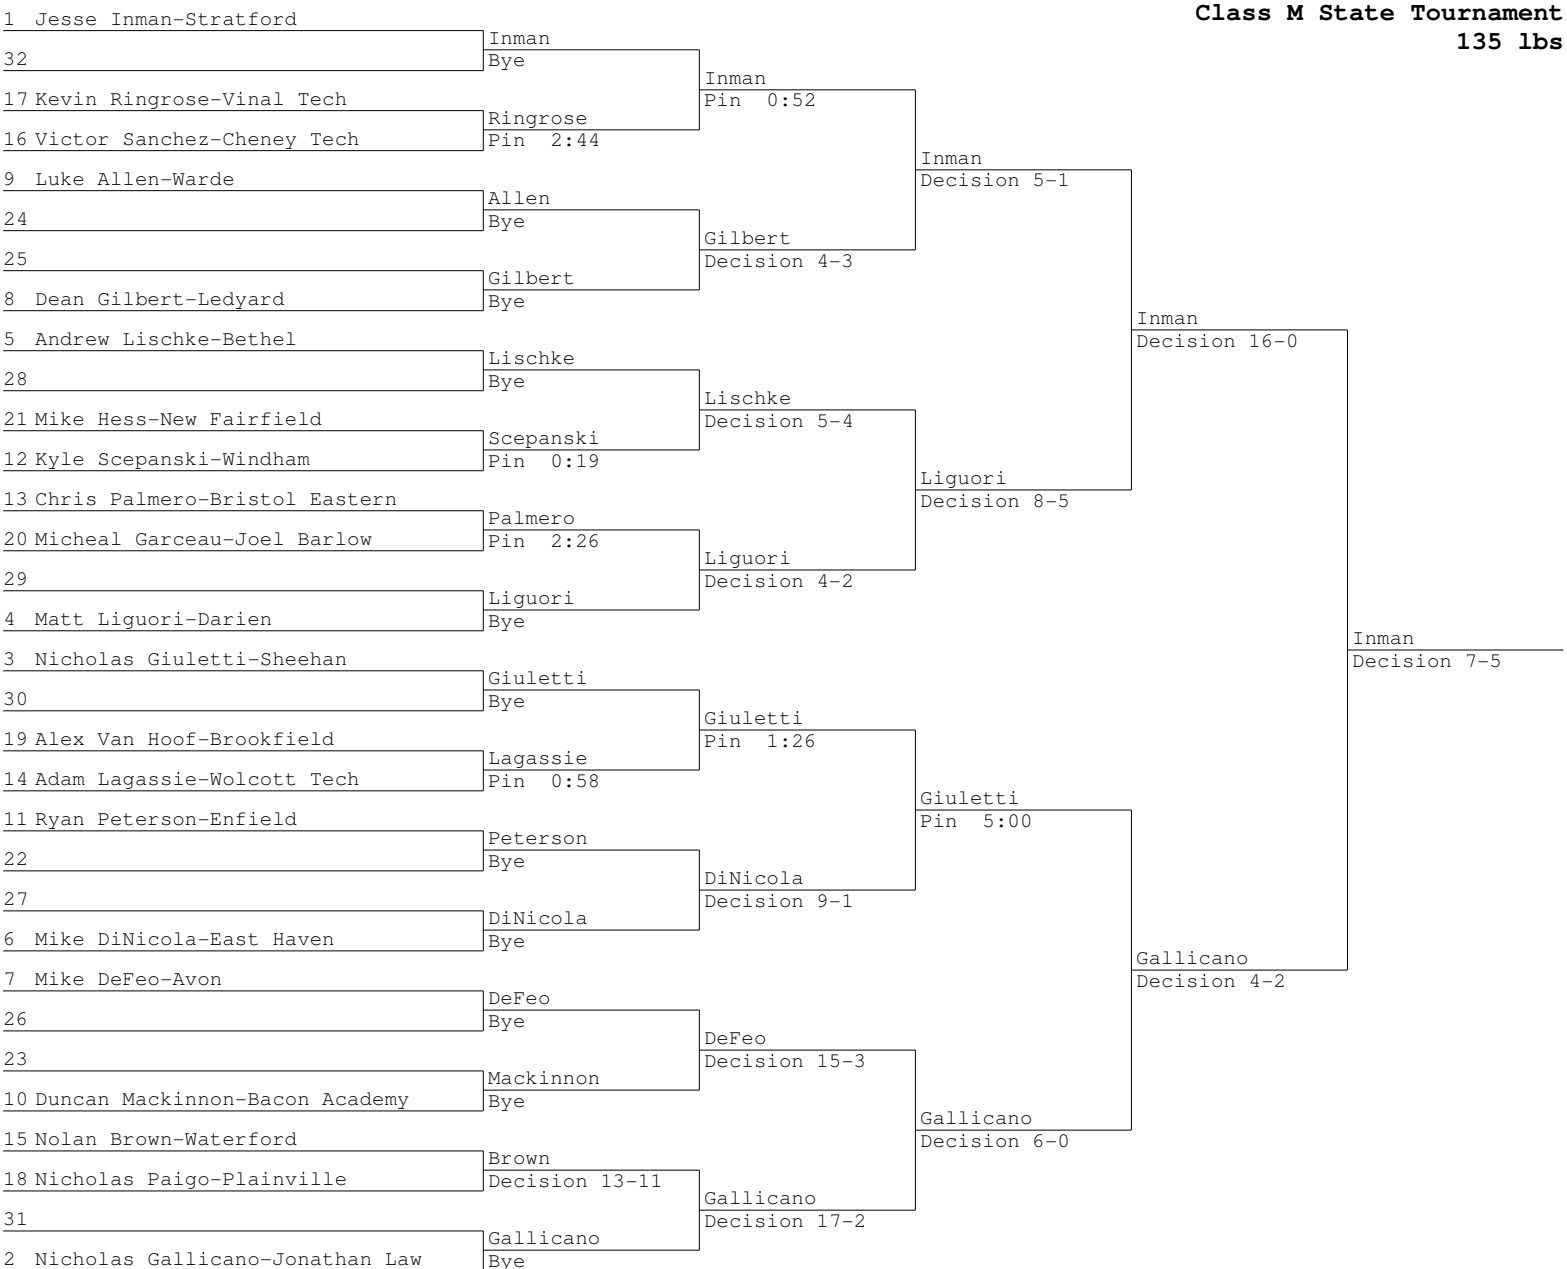 Class M State Tournament
135 lbs
1 Jesse Inman-Stratford
32
17 Kevin Ringrose-Vinal Tech
16 Victor Sanchez-Cheney Tech
9 Luke Allen-Warde
24
25
8 Dean Gilbert-Ledyard
5 Andrew Lischke-Bethel
28
21 Mike Hess-New Fairfield
12 Kyle Scepanski-Windham
13 Chris Palmero-Bristol Eastern
20 Micheal Garceau-Joel Barlow
29
4 Matt Liguori-Darien
3 Nicholas Giuletti-Sheehan
30
19 Alex Van Hoof-Brookfield
14 Adam Lagassie-Wolcott Tech
11 Ryan Peterson-Enfield
22
27
6 Mike DiNicola-East Haven
7 Mike DeFeo-Avon
26
23
10 Duncan Mackinnon-Bacon Academy
15 Nolan Brown-Waterford
18 Nicholas Paigo-Plainville
31
2 Nicholas Gallicano-Jonathan Law
Inman
Bye
Ringrose
Pin 2:44
Allen
Bye
Gilbert
Bye
Lischke
Bye
Scepanski
Pin 0:19
Palmero
Pin 2:26
Liguori
Bye
Giuletti
Bye
Lagassie
Pin 0:58
Peterson
Bye
DiNicola
Bye
DeFeo
Bye
Mackinnon
Bye
Brown
Decision 13-11
Gallicano
Bye
Inman
Pin 0:52
Gilbert
Decision 4-3
Lischke
Decision 5-4
Liguori
Decision 4-2
Giuletti
Pin 1:26
DiNicola
Decision 9-1
DeFeo
Decision 15-3
Gallicano
Decision 17-2
Inman
Decision 5-1
Liguori
Decision 8-5
Giuletti
Pin 5:00
Gallicano
Decision 6-0
Inman
Decision 16-0
Gallicano
Decision 4-2
Inman
Decision 7-5